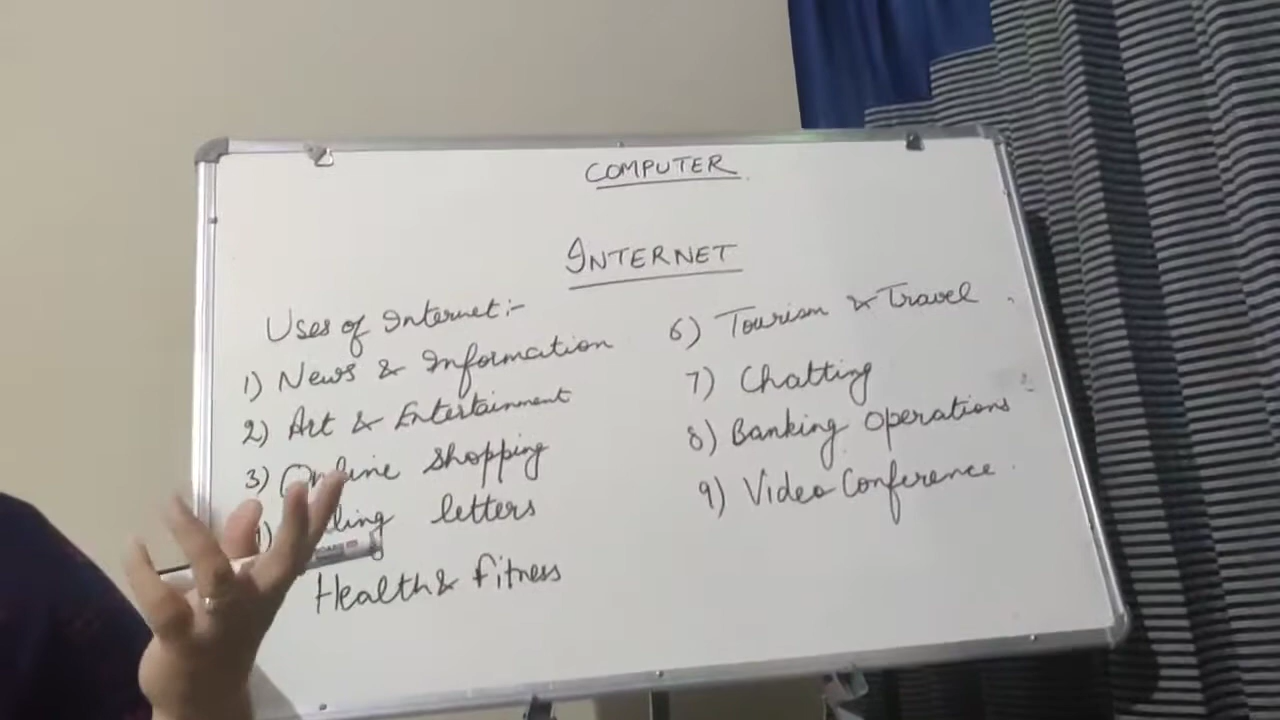 COMPUTER
INTERNET
Uses of Internet:-
1) News & Information
2) Art & Entertainment
3) Online Shopping
letters
Health & fitness
6) Tourism & Travel
7) Chatting
8) Banking Operations
9) Video Conference